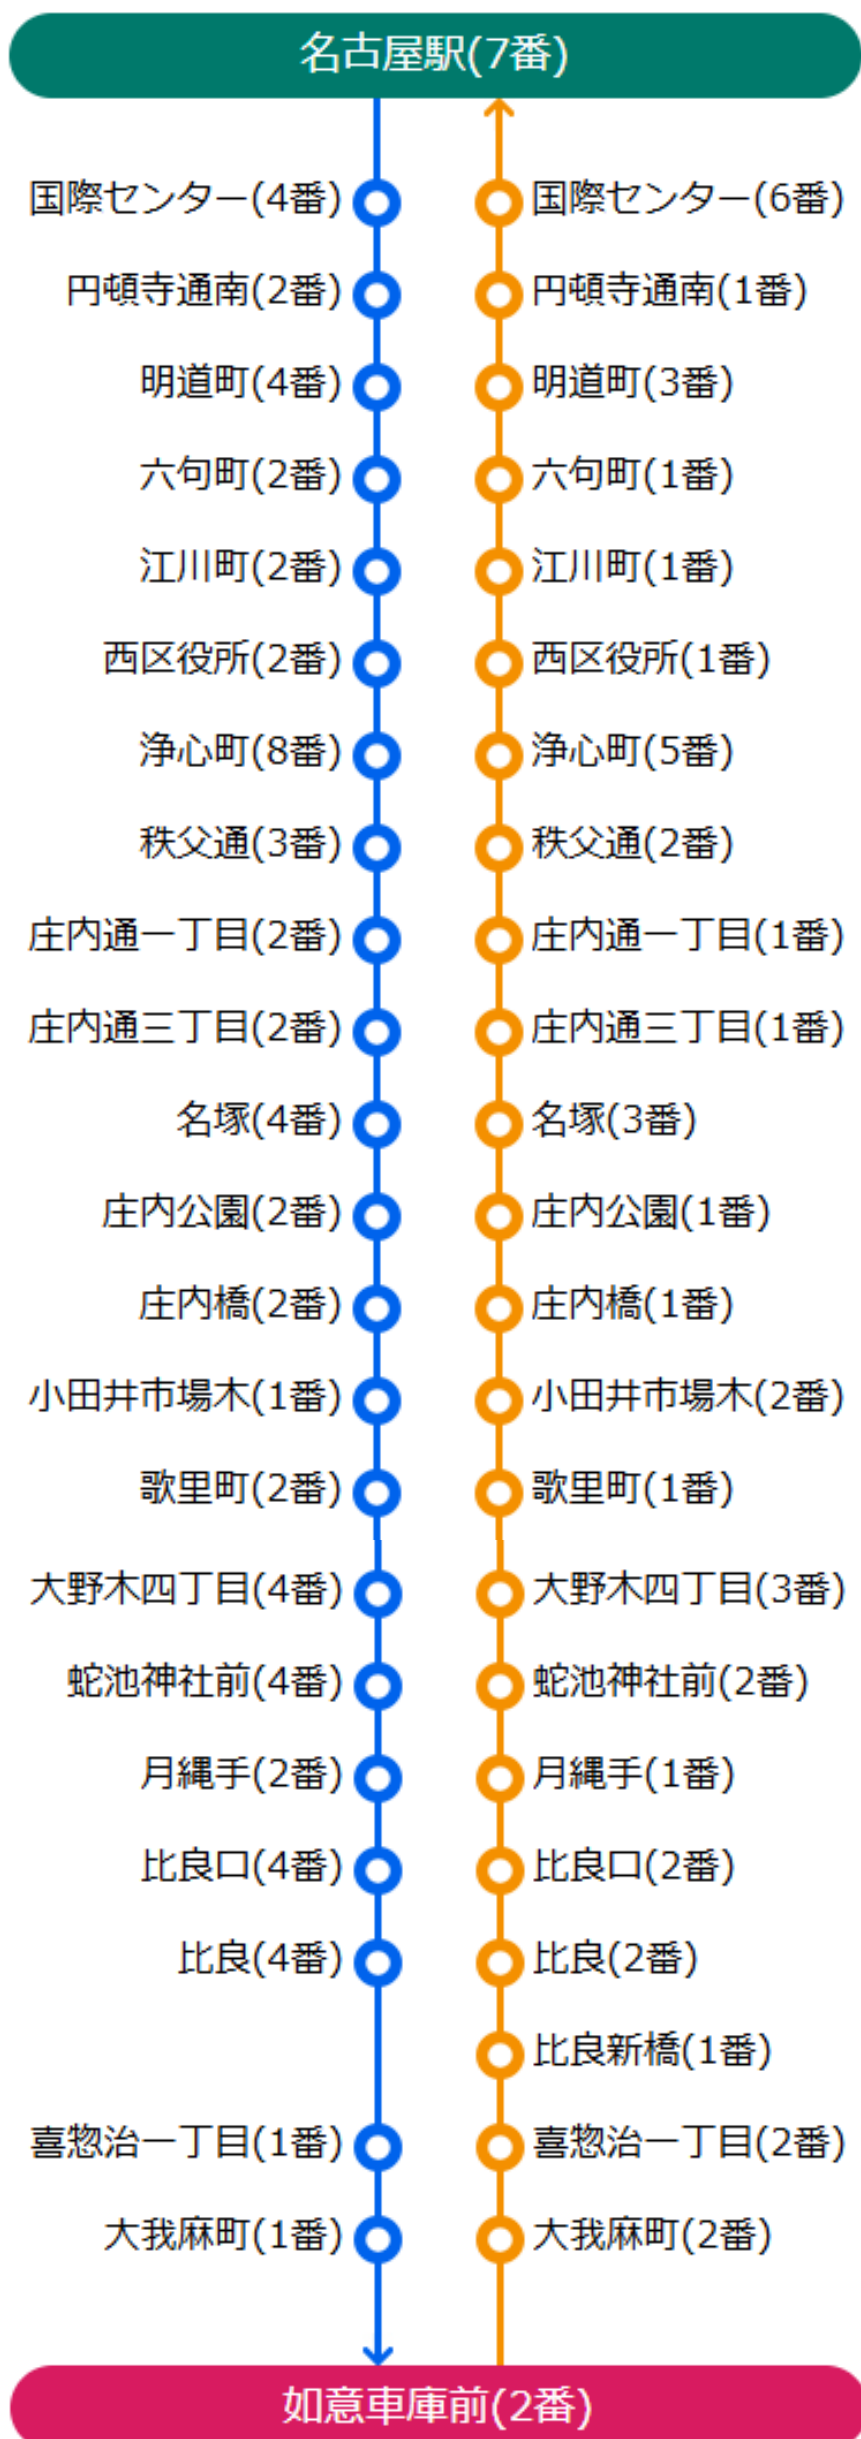 名古屋駅(7番)
国際センター(4番) 国際センター(6番)
円頓寺通南(2番) 円頓寺通南(1番)
明道町(4番) 明道町(3番)
六句町(2番) 六句町(1番)
江川町(2番) 江川町(1番)
西区役所(2番) 西区役所(1番)
浄心町(8番) 浄心町(5番)
秩父通(3番) 秩父通(2番)
庄内通一丁目(2番) 庄内通一丁目(1番)
庄内通三丁目(2番) 庄内通三丁目(1番)
名塚(4番) 名塚(3番)
庄内公園(2番) 庄内公園(1番)
庄内橋(2番) 庄内橋(1番)
小田井市場木(1番) 小田井市場木(2番)
歌里町(2番) 歌里町(1番)
大野木四丁目(4番) 大野木四丁目(3番)
蛇池神社前(4番) 蛇池神社前(2番)
月縄手(2番) 月縄手(1番)
比良口(4番) 比良口(2番)
比良(4番) 比良(2番)
比良新橋(1番)
喜惣治一丁目(1番) 喜惣治一丁目(2番)
大我麻町(1番) 大我麻町(2番)
如意車庫前(2番)